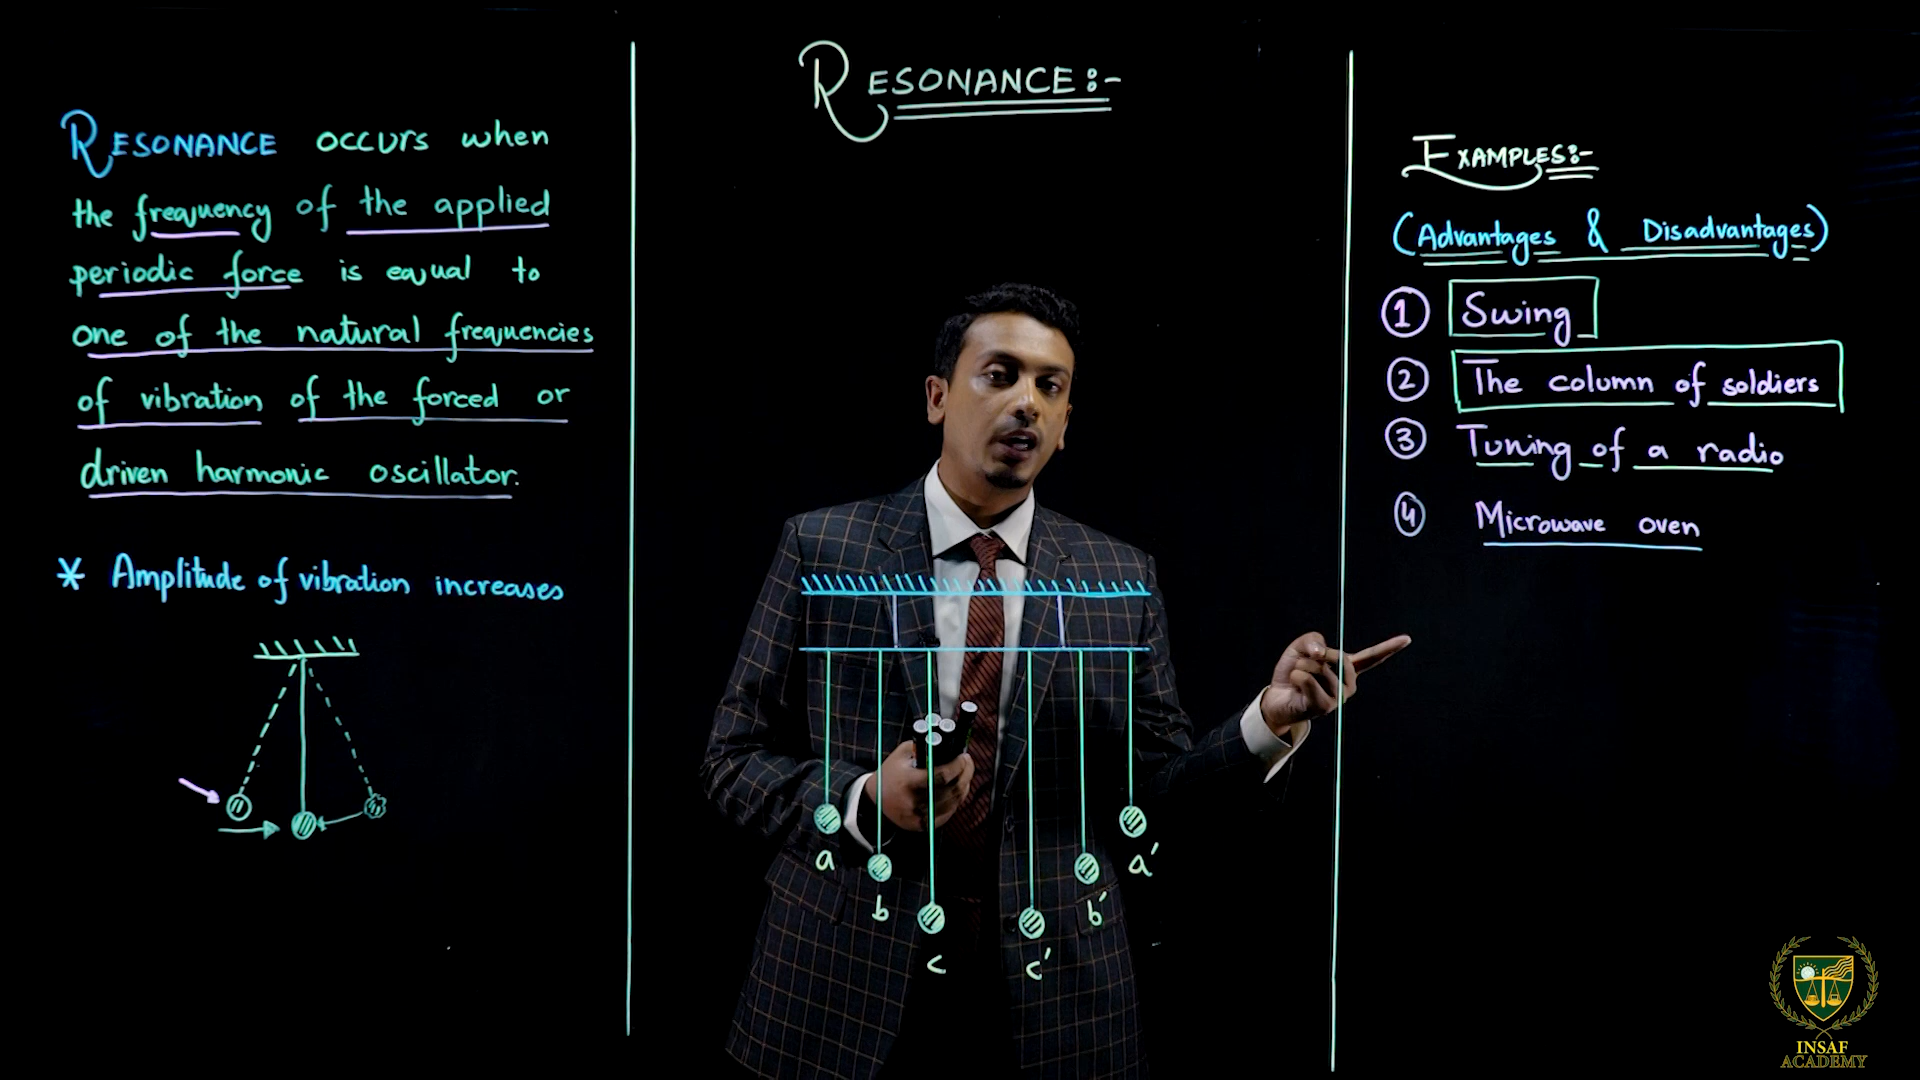 RESONANCE:-
RESONANCE occurs when
the frequency of the applied
periodic force is equal to
one of the natural frequencies
of vibration of the forced or
driven harmonic oscillator.
* Amplitude of vibration increases
a
b
c
c'
b'
a'
EXAMPLES:-
(Advantages & Disadvantages)
1 Swing
2 The column of soldiers
3 Tuning of a radio
4 Microwave oven
INSAF
ACADEMY